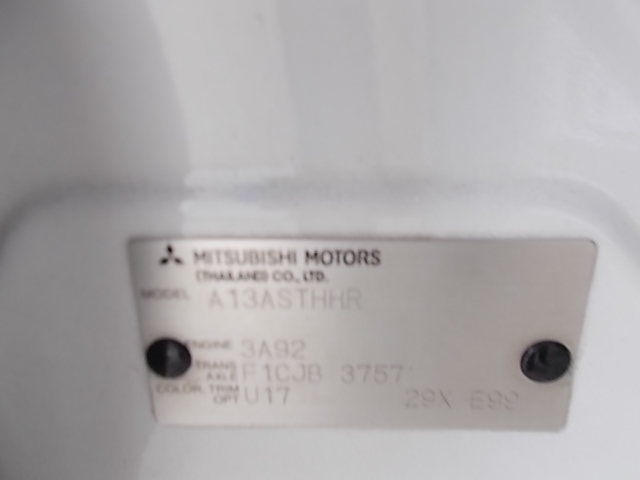 MITSUBISHI MOTORS
(THAILAND) CO., LTD.
MODEL A13ASTHHR
ENGINE 3A92
TRANS AXLE F1CJB 3757
COLOR, TRIM OPT U17 29X E99